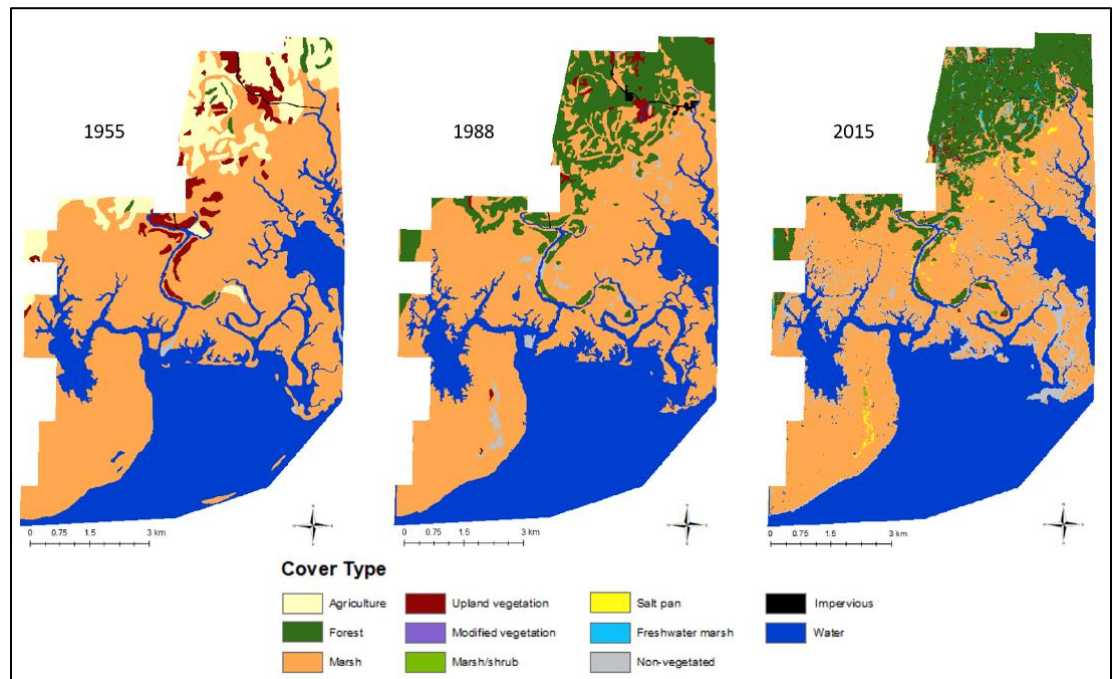 1955
1988
2015
0 0.75 1.5 3 km
0 0.75 1.5 3 km
0 0.75 1.5 3 km
Cover Type
Agriculture Upland vegetation Salt pan Impervious
Forest Modified vegetation Freshwater marsh Water
Marsh Marsh/shrub Non-vegetated